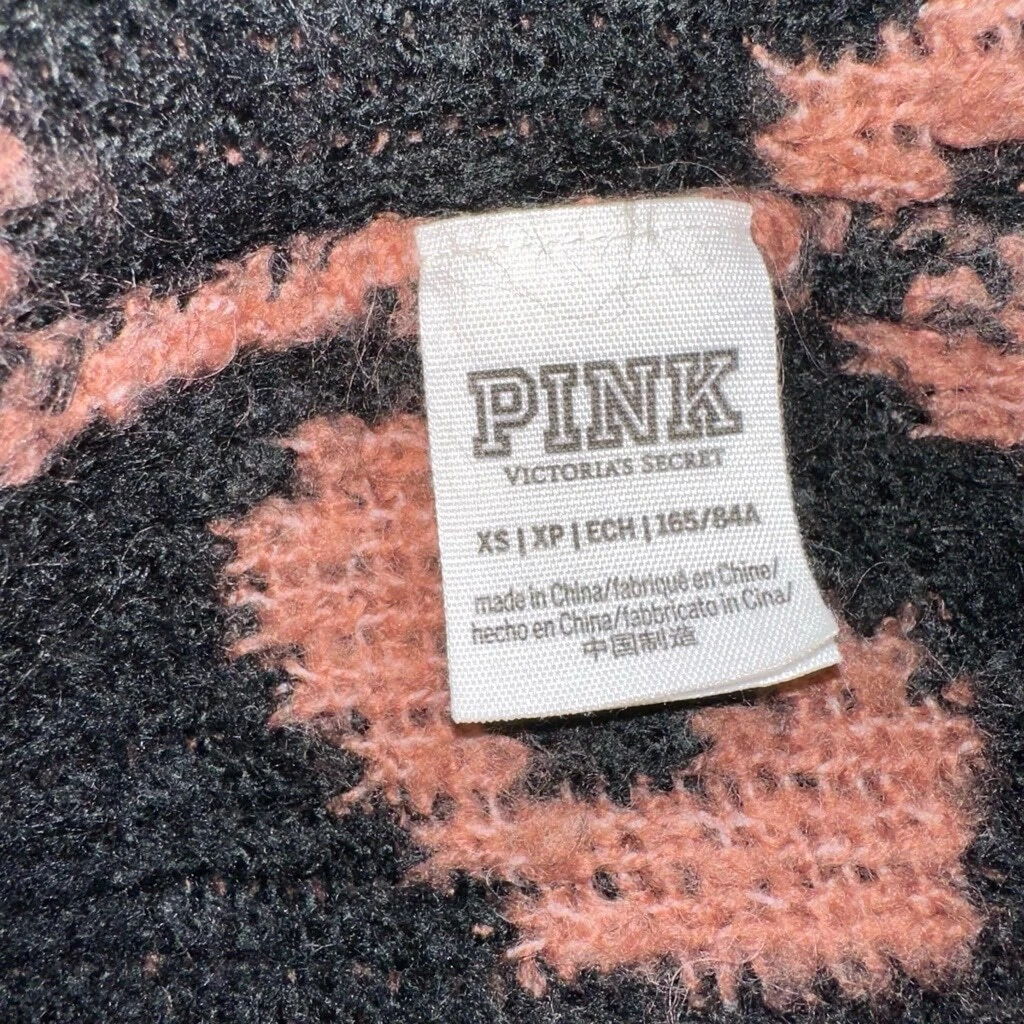 PINK
VICTORIA'S SECRET
XS | XP | ECH | 165/84A
made in China/fabriqué en Chine/
hecho en China/fabbricato in Cina/
中国制造